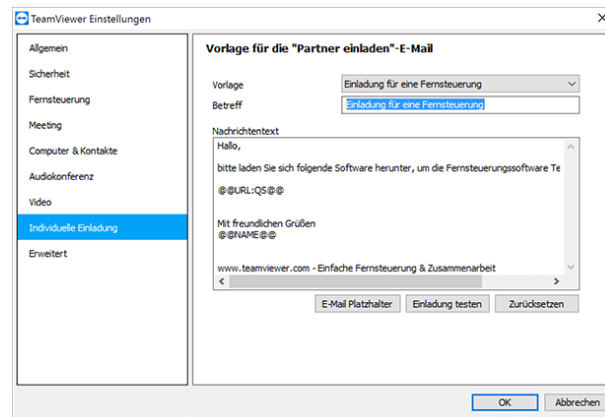 TeamViewer Einstellungen
Allgemein
Sicherheit
Fernsteuerung
Meeting
Computer & Kontakte
Audiokonferenz
Video
Individuelle Einladung
Erweitert
Vorlage für die "Partner einladen"-E-Mail
Vorlage
Einladung für eine Fernsteuerung
Betreff
Einladung für eine Fernsteuerung
Nachrichtentext
Hallo,
bitte laden Sie sich folgende Software herunter, um die Fernsteuerungssoftware Te
@@URL:QS@@
Mit freundlichen Grüßen
@@NAME@@
www.teamviewer.com - Einfache Fernsteuerung & Zusammenarbeit
E-Mail Platzhalter
Einladung testen
Zurücksetzen
OK
Abbrechen